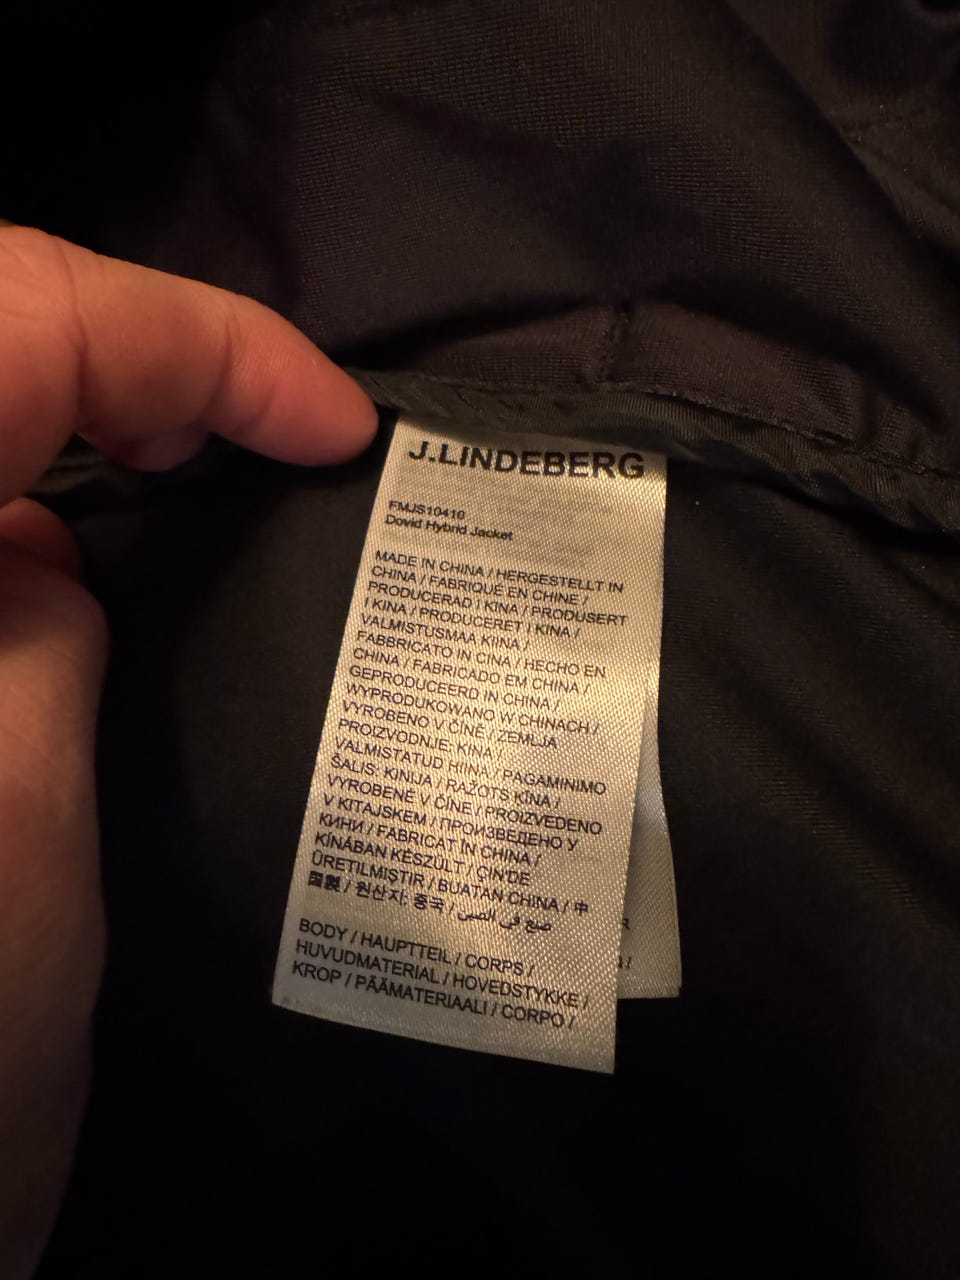 J.LINDEBERG
FMJS10410
Dovid Hybrid Jacket
MADE IN CHINA / HERGESTELLT IN
CHINA / FABRIQUE EN CHINE /
PRODUCERAD I KINA / PRODUSERT
I KINA / PRODUCERET I KINA /
VALMISTUSMAA KIINA /
FABBRICATO IN CINA / HECHO EN
CHINA / FABRICADO EM CHINA /
GEPRODUCEERD IN CHINA /
WYPRODUKOWANO W CHINACH /
VYROBENO V ČÍNĚ / ZEMLJA
PROIZVODNJE: KINA /
VALMISTATUD HIINA / PAGAMINIMO
ŠALIS: KINIJA / RAŽOTS ĶĪNA /
VYROBENÉ V ČÍNE / PROIZVEDENO
V KITAJSKEM / ПРОИЗВЕДЕНО У
КИНИ / FABRICAT ÎN CHINA /
KÍNÁBAN KÉSZÜLT / ÇIN'DE
ÜRETILMIŞTIR / BUATAN CHINA / 中
国製 / 원산지: 중국 / صنع في الصين
BODY / HAUPTTEIL / CORPS /
HUVUDMATERIAL / HOVEDSTYKKE /
KROP / PÄÄMATERIAALI / CORPO /
R
/